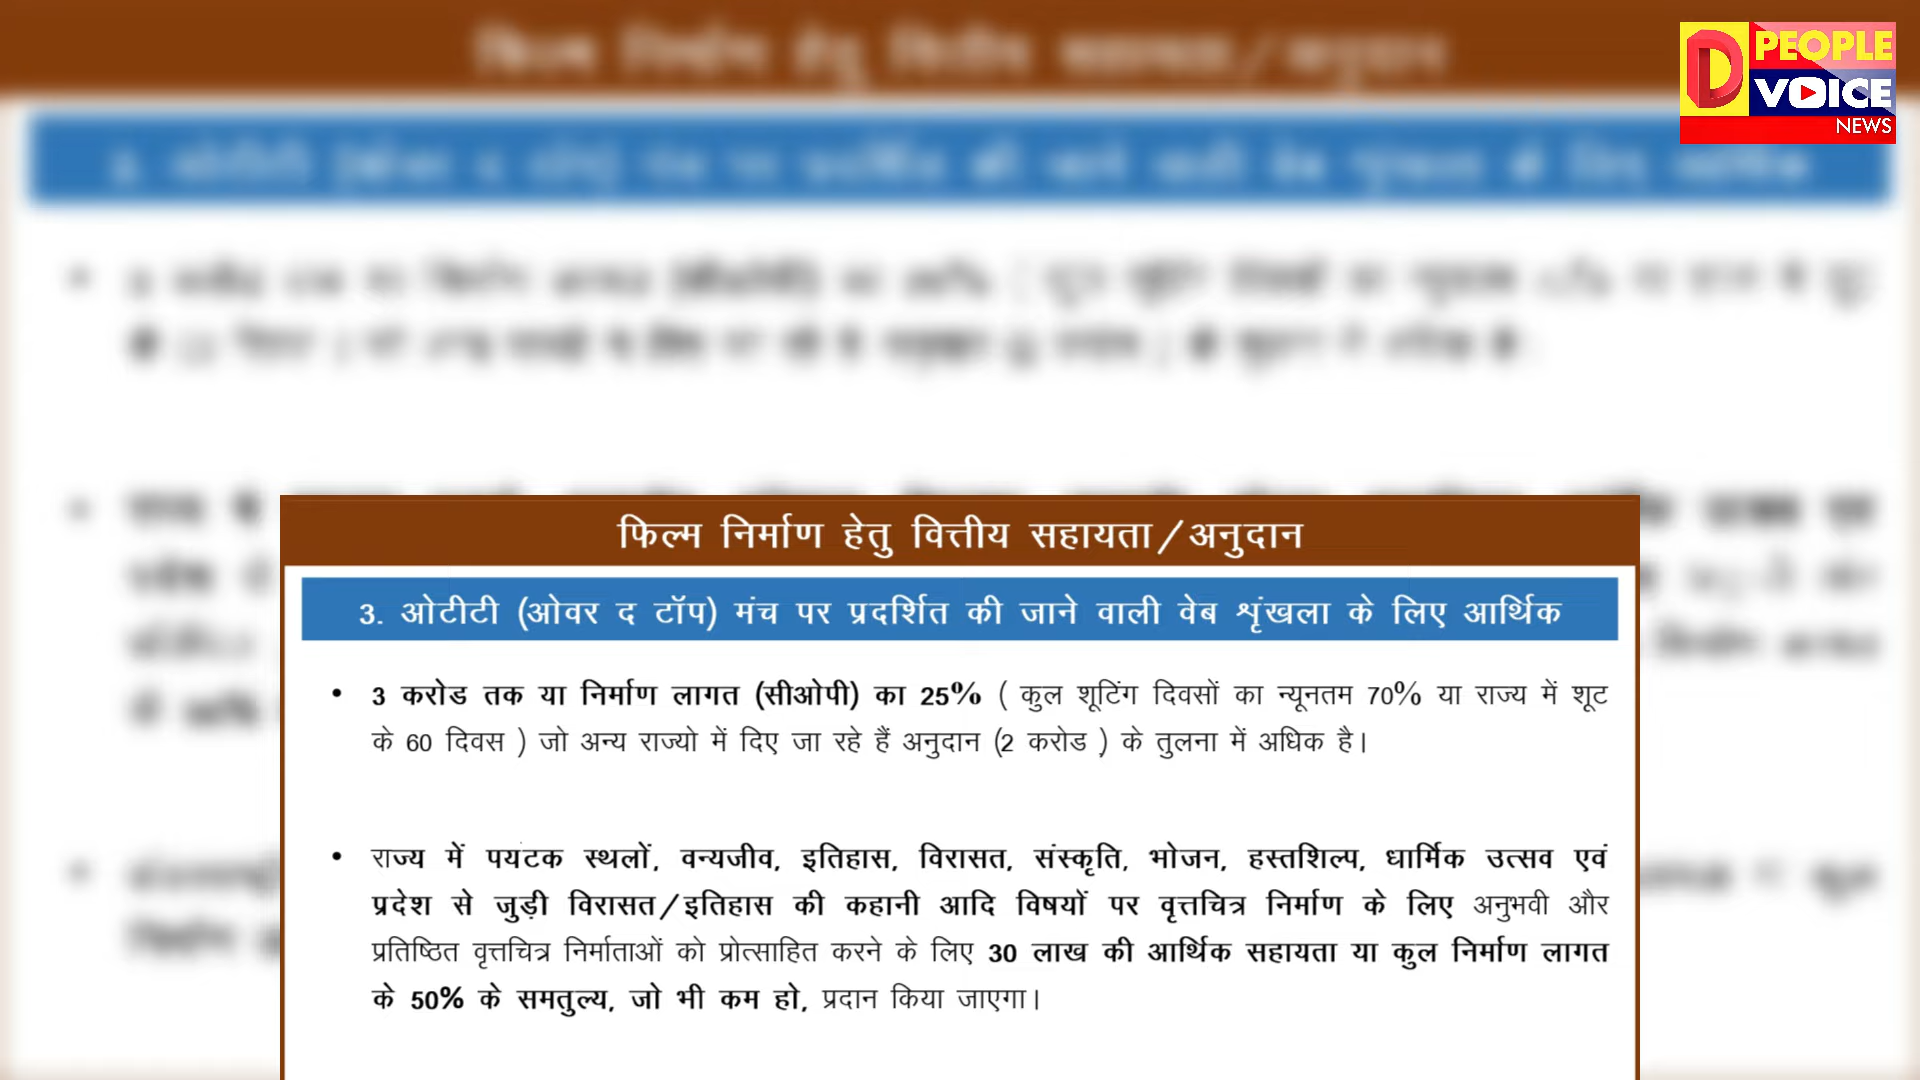 D PEOPLE
VOICE
NEWS
फिल्म निर्माण हेतु वित्तीय सहायता/अनुदान
3. ओटीटी (ओवर द टॉप) मंच पर प्रदर्शित की जाने वाली वेब श्रृंखला के लिए आर्थिक
• 3 करोड तक या निर्माण लागत (सीओपी) का 25% ( कुल शूटिंग दिवसों का न्यूनतम 70% या राज्य में शूट
के 60 दिवस ) जो अन्य राज्यो में दिए जा रहे हैं अनुदान (2 करोड ) के तुलना में अधिक है।
• राज्य में पयटक स्थलों, वन्यजीव, इतिहास, विरासत, संस्कृति, भोजन, हस्तशिल्प, धार्मिक उत्सव एवं
प्रदेश से जुड़ी विरासत/इतिहास की कहानी आदि विषयों पर वृत्तचित्र निर्माण के लिए अनुभवी और
प्रतिष्ठित वृत्तचित्र निर्माताओं को प्रोत्साहित करने के लिए 30 लाख की आर्थिक सहायता या कुल निर्माण लागत
के 50% के समतुल्य, जो भी कम हो, प्रदान किया जाएगा।